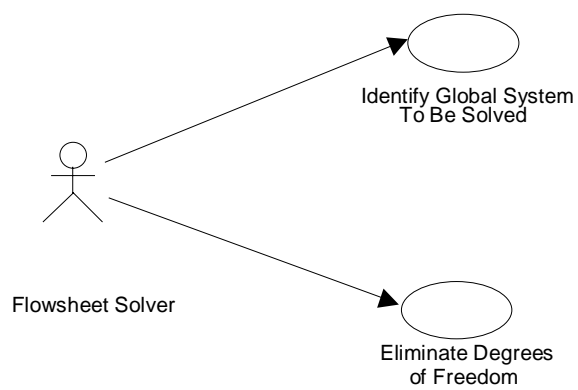 Identify Global System
To Be Solved
Flowsheet Solver
Eliminate Degrees
of Freedom